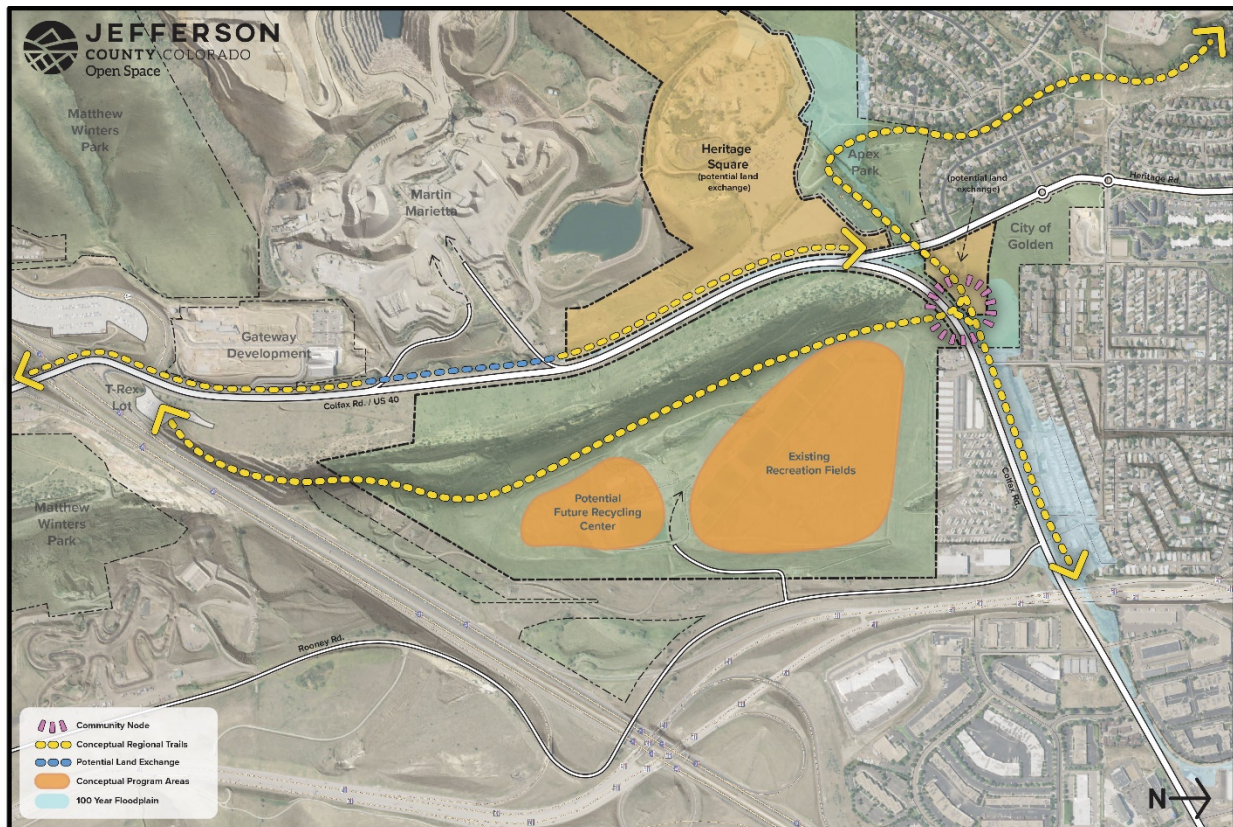 JEFFERSON
COUNTY COLORADO
Open Space
Matthew
Winters
Park
Martin
Marietta
Heritage
Square
(potential land
exchange)
Apex
Park
(potential land
exchange)
Heritage Rd.
City of
Golden
Gateway
Development
T-Rex
Lot
Colfax Rd. / US 40
Existing
Recreation Fields
Potential
Future Recycling
Center
Colfax Rd.
Matthew
Winters
Park
Rooney Rd.
Community Node
Conceptual Regional Trails
Potential Land Exchange
Conceptual Program Areas
100 Year Floodplain
N